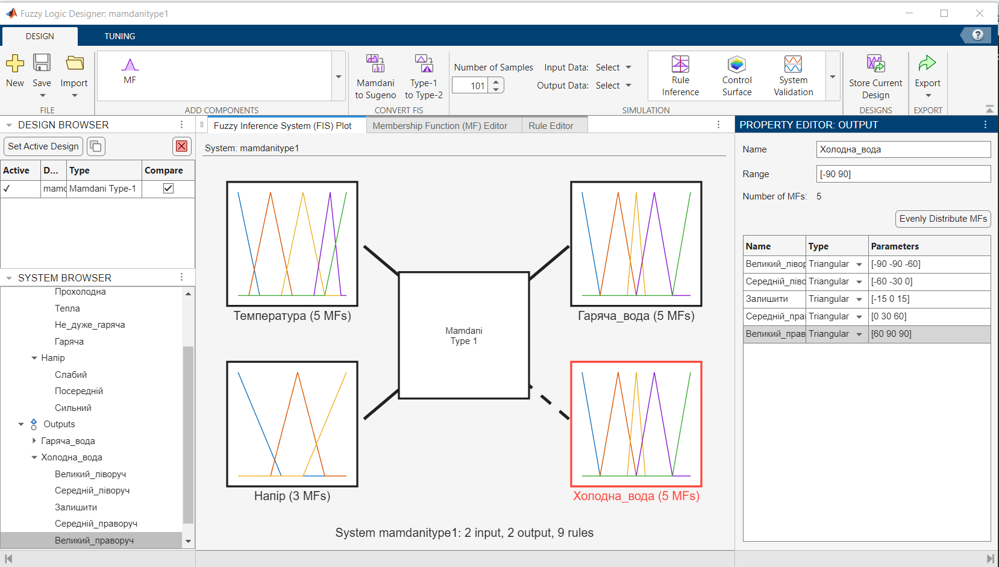 Fuzzy Logic Designer: mamdanitype1
DESIGN
TUNING
New
Save
Import
FILE
MF
ADD COMPONENTS
Mamdani
to Sugeno
Type-1
to Type-2
CONVERT FIS
Number of Samples
101
Input Data: Select
Output Data: Select
Rule
Inference
Control
Surface
System
Validation
SIMULATION
Store Current
Design
DESIGNS
Export
EXPORT
DESIGN BROWSER
Set Active Design
Active D... Type Compare
mamd Mamdani Type-1
SYSTEM BROWSER
Прохолодна
Тепла
Не_дуже_гаряча
Гаряча
Напір
Слабий
Посередній
Сильний
Outputs
Гаряча_вода
Холодна_вода
Великий_ліворуч
Середній_ліворуч
Залишити
Середній_праворуч
Великий_праворуч
Fuzzy Inference System (FIS) Plot
Membership Function (MF) Editor
Rule Editor
System: mamdanitype1
Температура (5 MFs)
Гаряча_вода (5 MFs)
Mamdani
Type 1
Напір (3 MFs)
Холодна_вода (5 MFs)
System mamdanitype1: 2 input, 2 output, 9 rules
PROPERTY EDITOR: OUTPUT
Name Холодна_вода
Range [-90 90]
Number of MFs: 5
Evenly Distribute MFs
Name Type Parameters
Великий_лівор Triangular [-90 -90 -60]
Середній_ліво Triangular [-60 -30 0]
Залишити Triangular [-15 0 15]
Середній_пра Triangular [0 30 60]
Великий_прав Triangular [60 90 90]